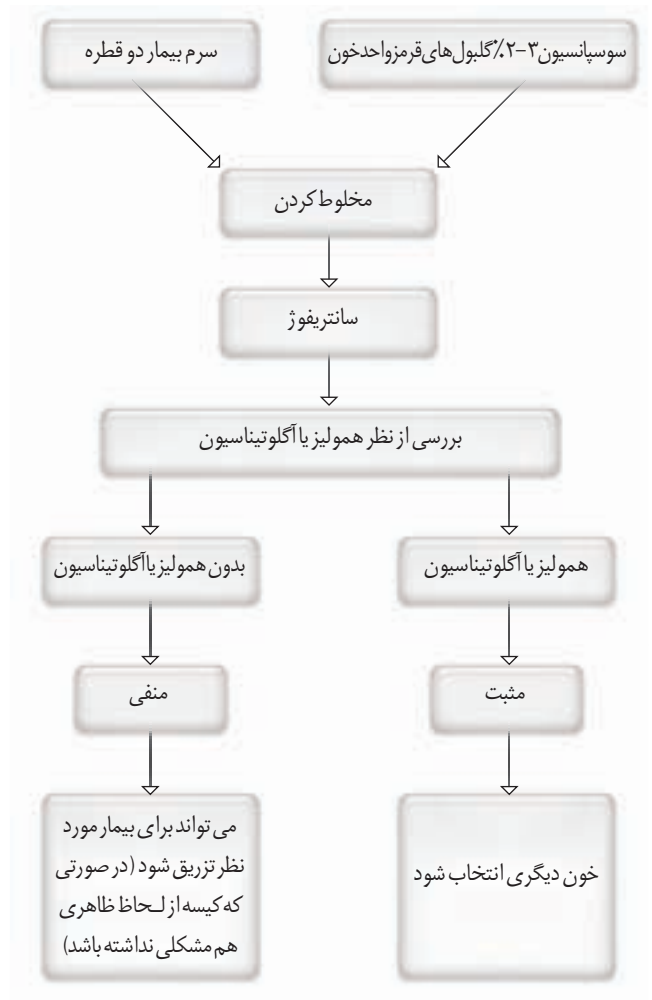 سوسپانسیون ۳-۲٪ گلبول‌های قرمز واحد خون
سرم بیمار دو قطره
مخلوط کردن
سانتریفوژ
بررسی از نظر همولیز یا آگلوتیناسیون
همولیز یا آگلوتیناسیون
بدون همولیز یا آگلوتیناسیون
مثبت
منفی
خون دیگری انتخاب شود
می تواند برای بیمار مورد
نظر تزریق شود (در صورتی
که کیسه از لـحاظ ظاهری
هم مشکلی نداشته باشد)